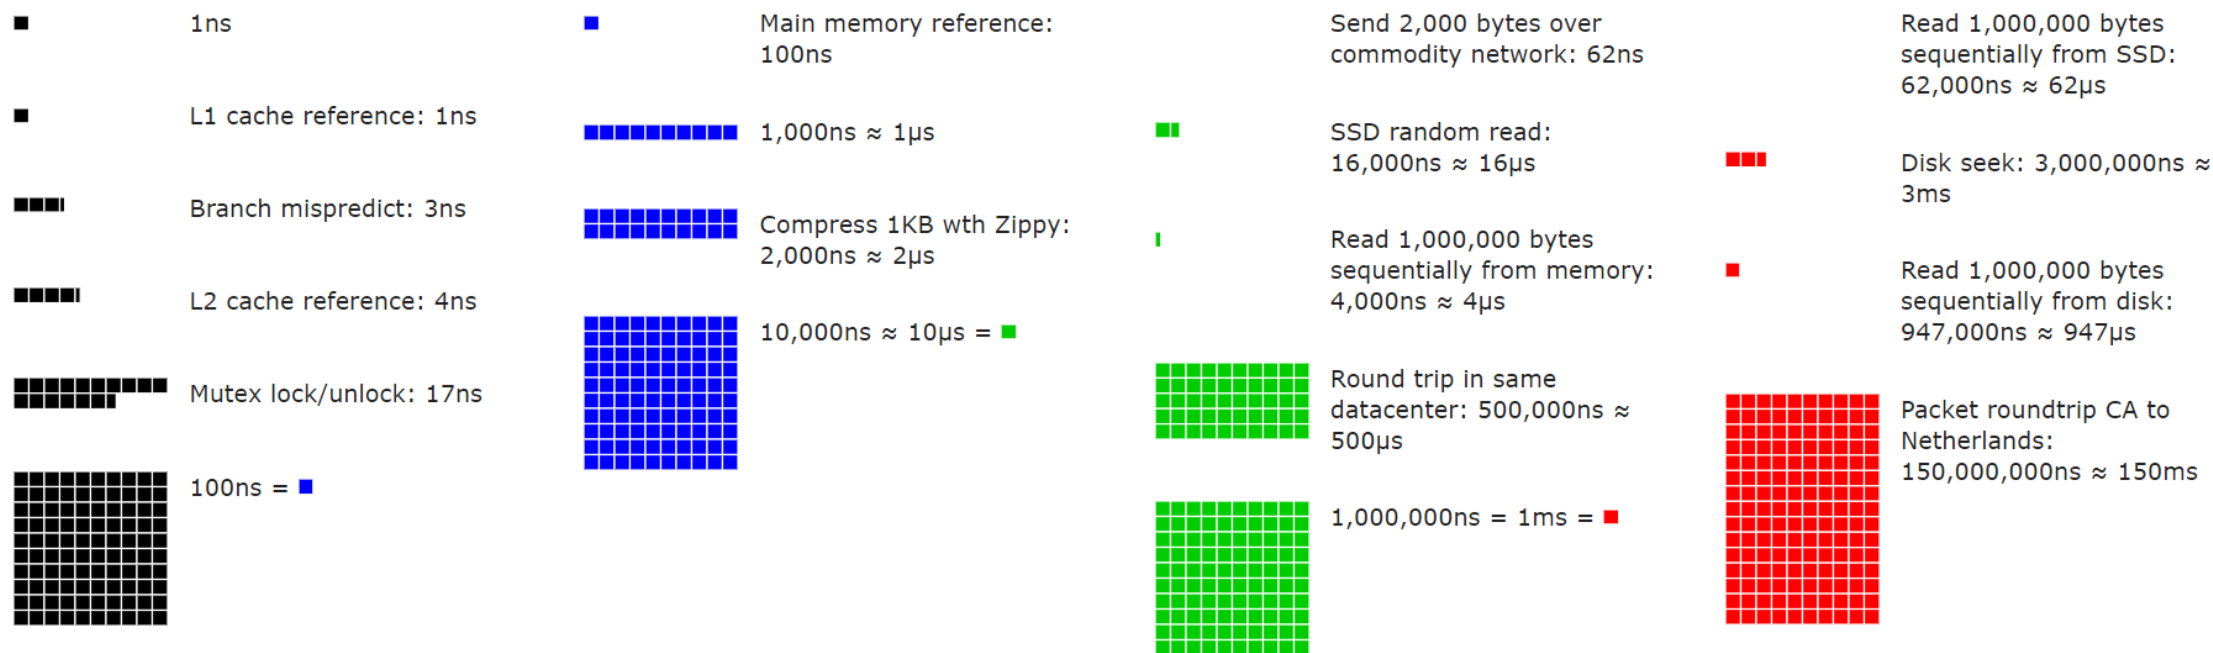 1ns
L1 cache reference: 1ns
Branch mispredict: 3ns
L2 cache reference: 4ns
Mutex lock/unlock: 17ns
100ns =
Main memory reference:
100ns
1,000ns ≈ 1μs
Compress 1KB wth Zippy:
2,000ns ≈ 2μs
10,000ns ≈ 10μs =
Send 2,000 bytes over
commodity network: 62ns
SSD random read:
16,000ns ≈ 16μs
Read 1,000,000 bytes
sequentially from memory:
4,000ns ≈ 4μs
Round trip in same
datacenter: 500,000ns ≈
500μs
1,000,000ns = 1ms =
Read 1,000,000 bytes
sequentially from SSD:
62,000ns ≈ 62μs
Disk seek: 3,000,000ns ≈
3ms
Read 1,000,000 bytes
sequentially from disk:
947,000ns ≈ 947μs
Packet roundtrip CA to
Netherlands:
150,000,000ns ≈ 150ms